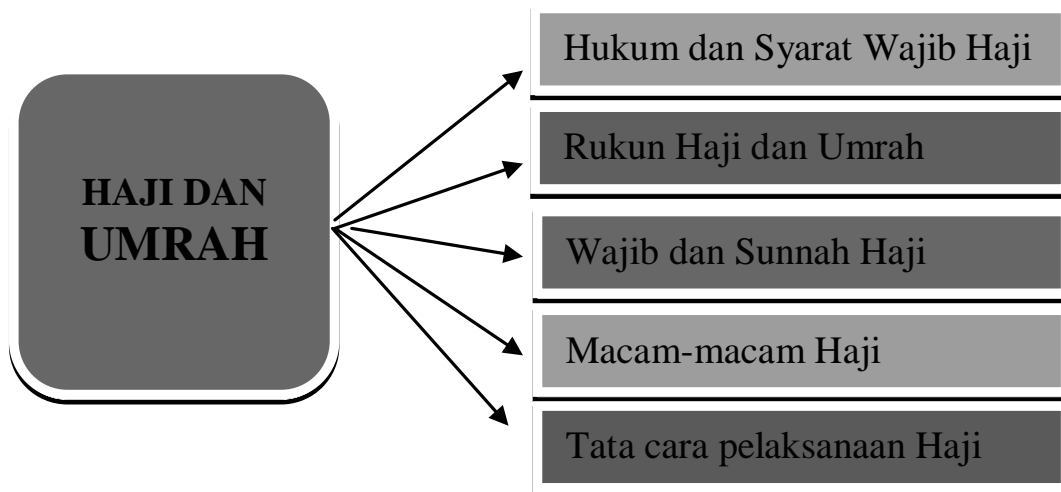 HAJI DAN
UMRAH
Hukum dan Syarat Wajib Haji
Rukun Haji dan Umrah
Wajib dan Sunnah Haji
Macam-macam Haji
Tata cara pelaksanaan Haji